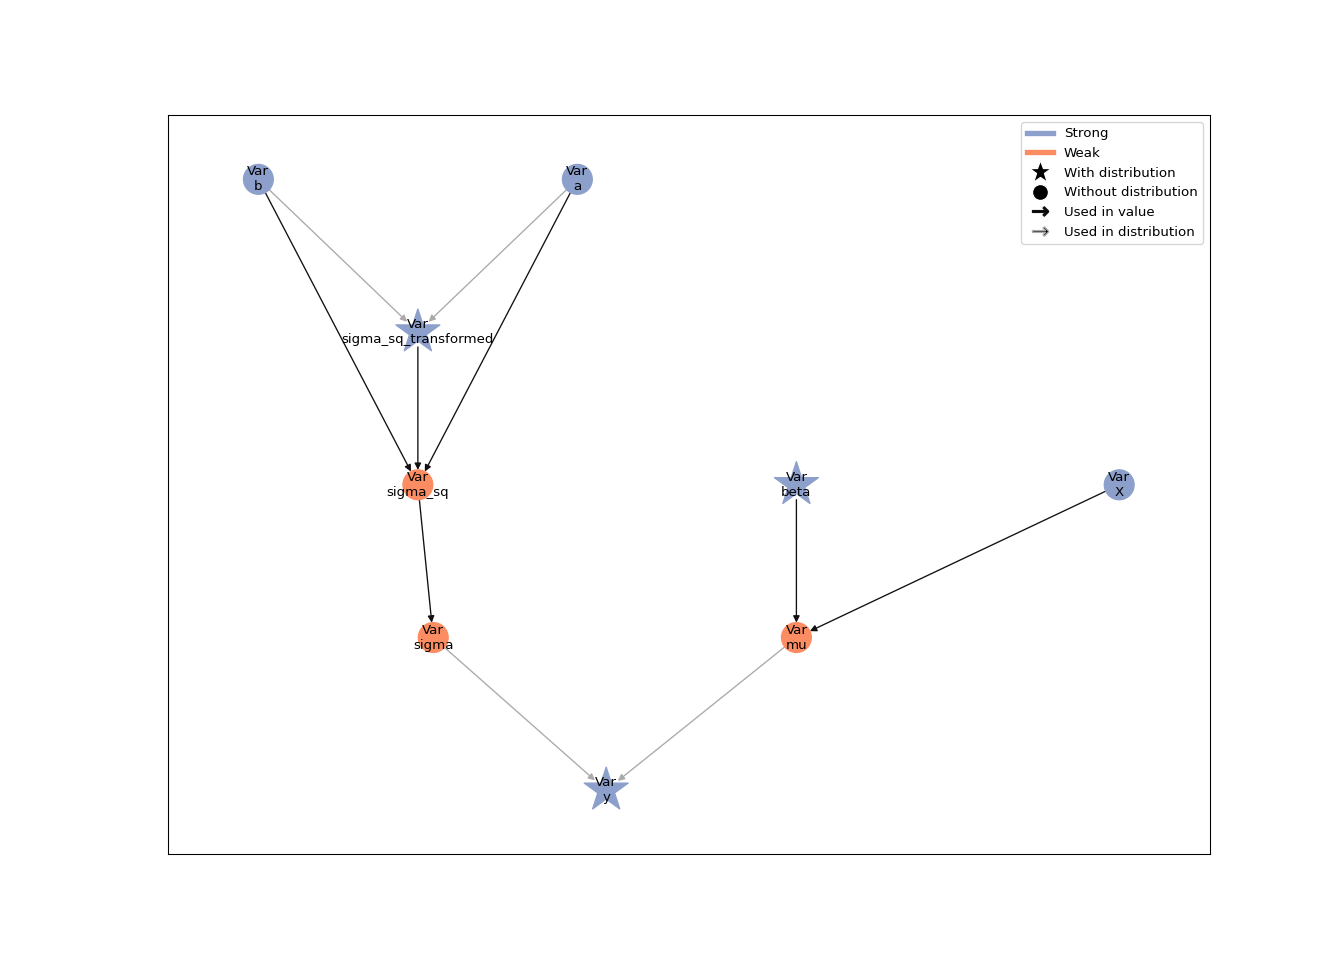 Strong
Weak
With distribution
Without distribution
Used in value
Used in distribution
Var
b
Var
a
Var
sigma_sq_transformed
Var
sigma_sq
Var
beta
Var
X
Var
sigma
Var
mu
Var
y